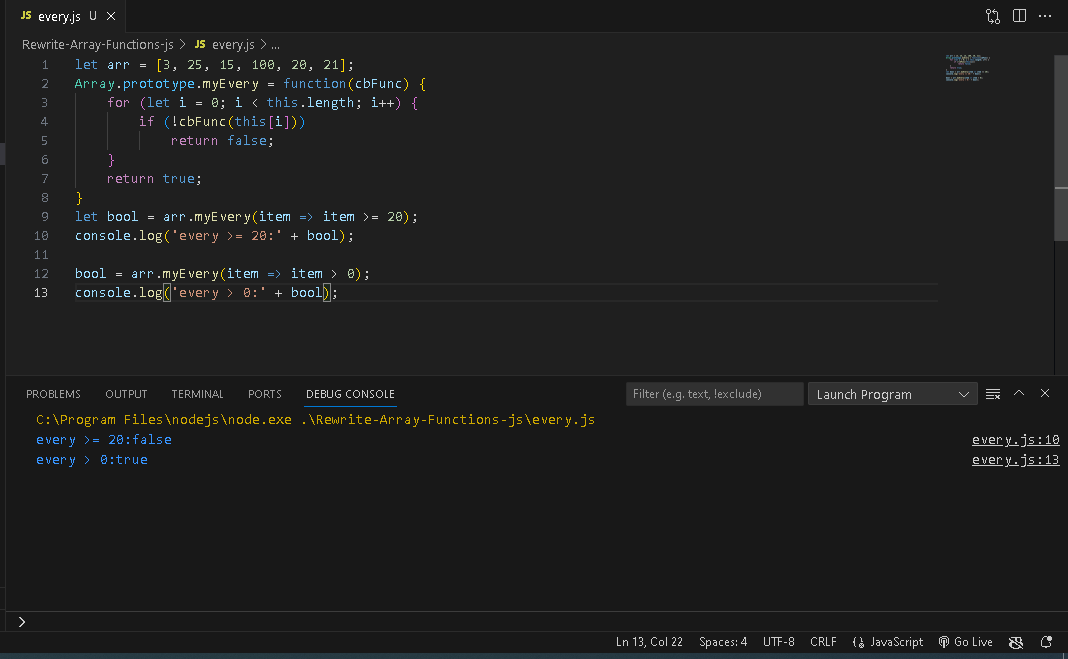 JS every.js U
Rewrite-Array-Functions-js > JS every.js > ...
1 let arr = [3, 25, 15, 100, 20, 21];
2 Array.prototype.myEvery = function(cbFunc) {
3 for (let i = 0; i < this.length; i++) {
4 if (!cbFunc(this[i]))
5 return false;
6 }
7 return true;
8 }
9 let bool = arr.myEvery(item => item >= 20);
10 console.log('every >= 20:' + bool);
11
12 bool = arr.myEvery(item => item > 0);
13 console.log('every > 0:' + bool);
PROBLEMS OUTPUT TERMINAL PORTS DEBUG CONSOLE Filter (e.g. text, !exclude) Launch Program
C:\Program Files\nodejs\node.exe .\Rewrite-Array-Functions-js\every.js
every >= 20:false every.js:10
every > 0:true every.js:13
Ln 13, Col 22 Spaces: 4 UTF-8 CRLF JavaScript Go Live